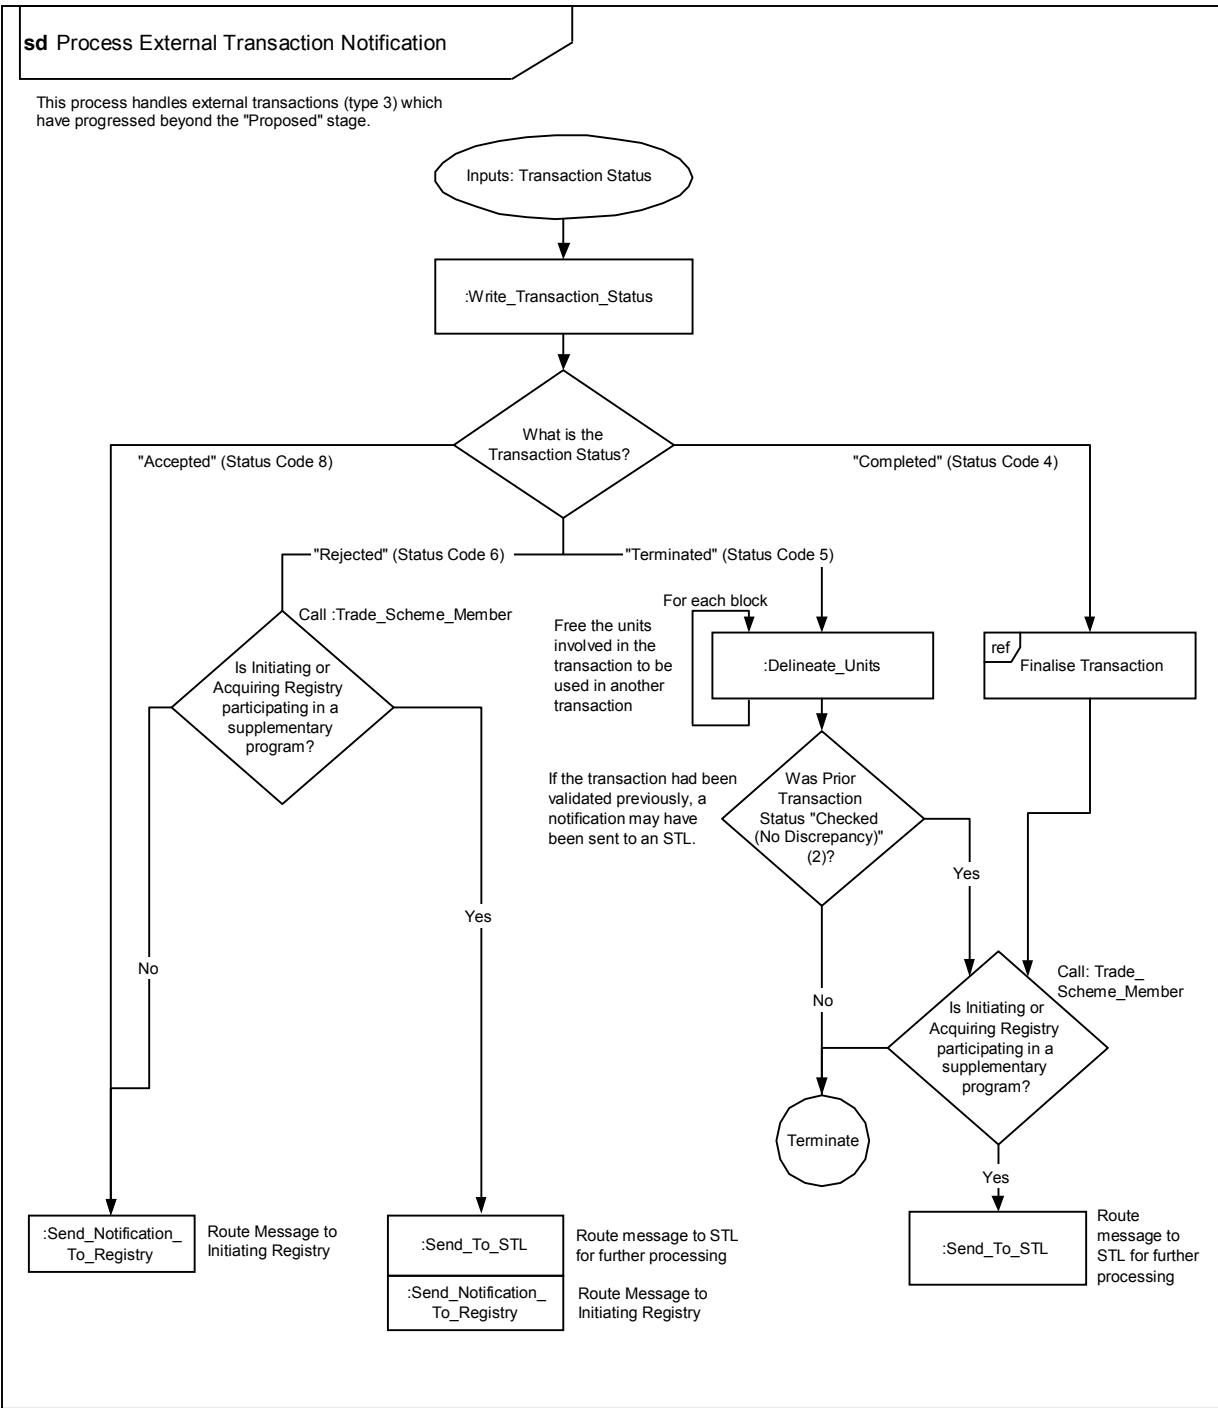 sd Process External Transaction Notification
This process handles external transactions (type 3) which
have progressed beyond the "Proposed" stage.
Inputs: Transaction Status
:Write_Transaction_Status
What is the
Transaction Status?
"Accepted" (Status Code 8)
"Completed" (Status Code 4)
"Rejected" (Status Code 6)
"Terminated" (Status Code 5)
Call :Trade_Scheme_Member
Is Initiating or
Acquiring Registry
participating in a
supplementary
program?
For each block
Free the units
involved in the
transaction to be
used in another
transaction
:Delineate_Units
ref
Finalise Transaction
If the transaction had been
validated previously, a
notification may have
been sent to an STL.
Was Prior
Transaction
Status "Checked
(No Discrepancy)"
(2)?
Yes
Yes
No
No
Call: Trade_
Scheme_Member
Is Initiating or
Acquiring Registry
participating in a
supplementary
program?
Terminate
Yes
:Send_Notification_
To_Registry
Route Message to
Initiating Registry
:Send_To_STL
Route message to STL
for further processing
:Send_Notification_
To_Registry
Route Message to
Initiating Registry
:Send_To_STL
Route
message to
STL for further
processing